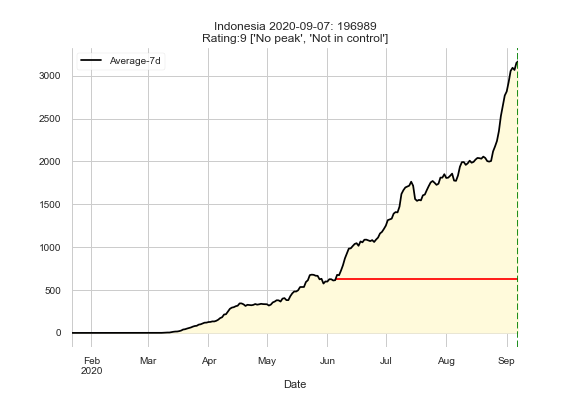 Indonesia 2020-09-07: 196989
Rating:9 ['No peak', 'Not in control']
Average-7d
3000
2500
2000
1500
1000
500
0
Feb Mar Apr May Jun Jul Aug Sep
2020
Date